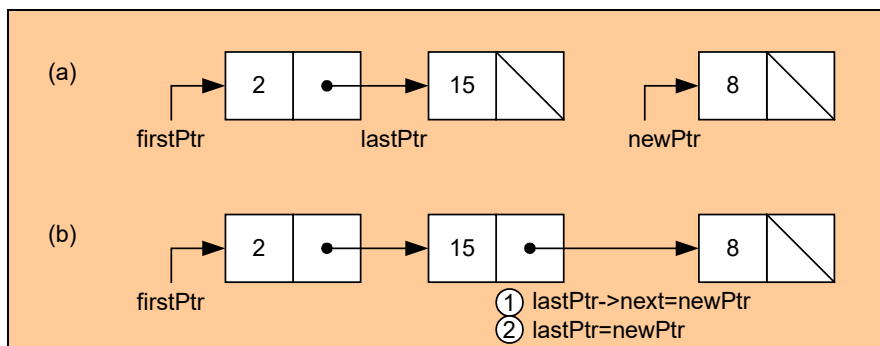 (a)
2
15
8
firstPtr
lastPtr
newPtr
(b)
2
15
8
firstPtr
1 lastPtr->next=newPtr
2 lastPtr=newPtr